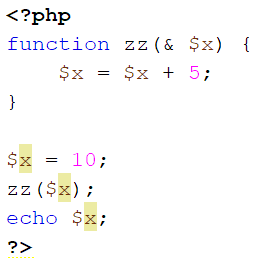 <?php
function zz(& $x) {
    $x = $x + 5;
}

$x = 10;
zz($x);
echo $x;
?>